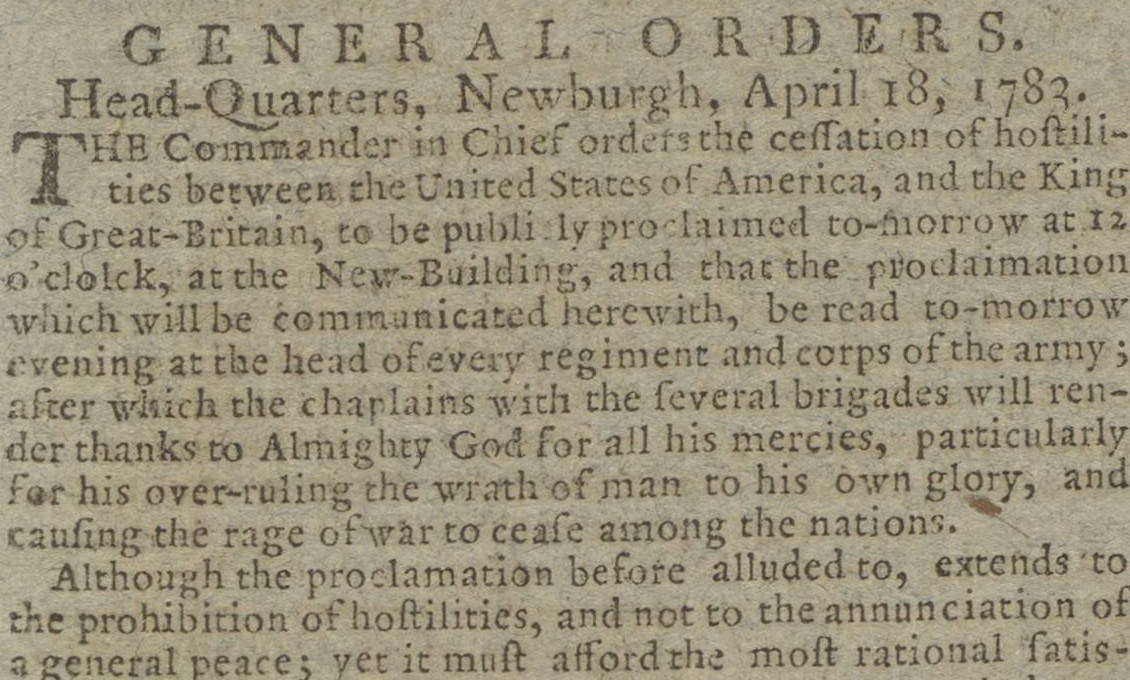 GENERAL ORDERS.
Head-Quarters, Newburgh, April 18, 1783.
THE Commander in Chief orders the ceſſation of hoſtili-
ties between the United States of America, and the King
of Great-Britain, to be publicly proclaimed to-morrow at 12
o'clolck, at the New-Building, and that the proclaimation
which will be communicated herewith, be read to-morrow
evening at the head of every regiment and corps of the army;
after which the chaplains with the ſeveral brigades will ren-
der thanks to Almighty God for all his mercies, particularly
for his over-ruling the wrath of man to his own glory, and
cauſing the rage of war to ceaſe among the nations.
Although the proclamation before alluded to, extends to
the prohibition of hoſtilities, and not to the annunciation of
a general peace; yet it muſt afford the moſt rational ſatis-